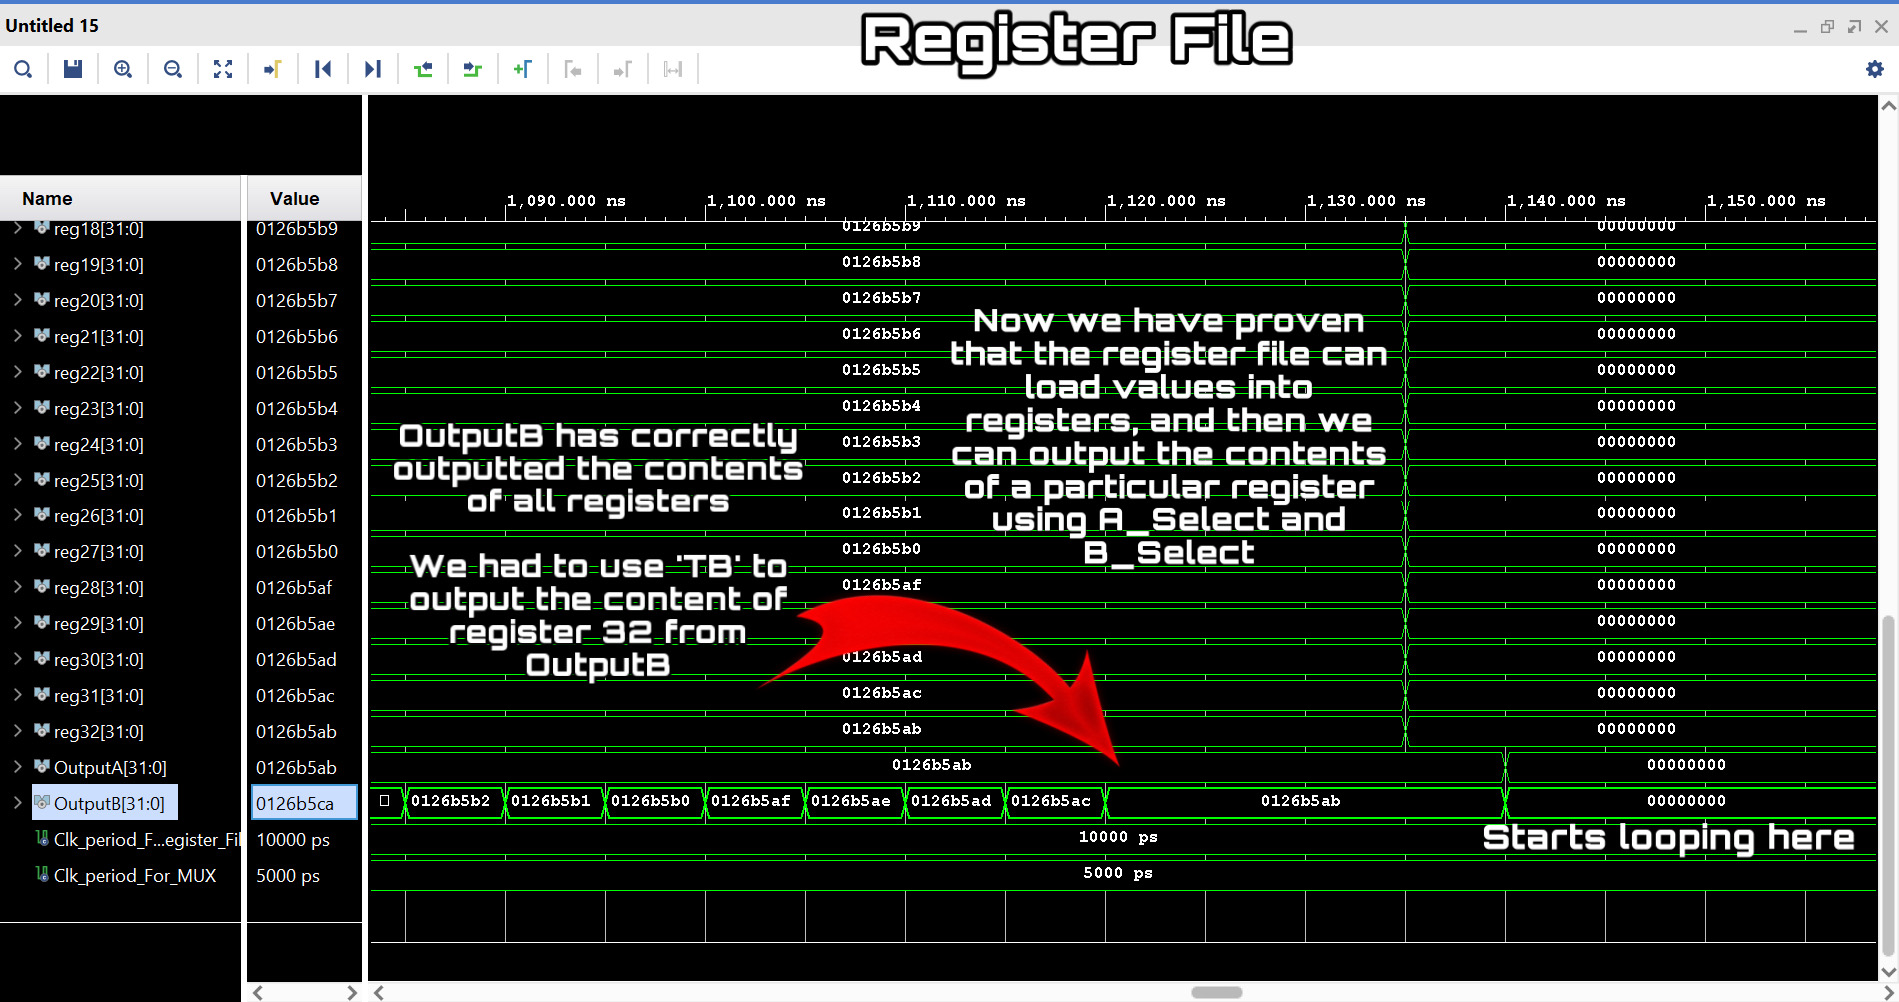 Untitled 15
Register File
Name
Value
1,090.000 ns
1,100.000 ns
1,110.000 ns
1,120.000 ns
1,130.000 ns
1,140.000 ns
1,150.000 ns
reg18[31:0] 0126b5b9 0126b5b9 00000000
reg19[31:0] 0126b5b8 0126b5b8 00000000
reg20[31:0] 0126b5b7 0126b5b7 00000000
reg21[31:0] 0126b5b6 0126b5b6 00000000
reg22[31:0] 0126b5b5 0126b5b5 00000000
reg23[31:0] 0126b5b4 0126b5b4 00000000
reg24[31:0] 0126b5b3 0126b5b3 00000000
reg25[31:0] 0126b5b2 0126b5b2 00000000
reg26[31:0] 0126b5b1 0126b5b1 00000000
reg27[31:0] 0126b5b0 0126b5b0 00000000
reg28[31:0] 0126b5af 0126b5af 00000000
reg29[31:0] 0126b5ae 00000000
reg30[31:0] 0126b5ad 0126b5ad 00000000
reg31[31:0] 0126b5ac 0126b5ac 00000000
reg32[31:0] 0126b5ab 0126b5ab 00000000
OutputA[31:0] 0126b5ab 0126b5ab 00000000
OutputB[31:0] 0126b5ca 0126b5b2 0126b5b1 0126b5b0 0126b5af 0126b5ae 0126b5ad 0126b5ac 0126b5ab 00000000
Clk_period_F...egister_Fil 10000 ps 10000 ps
Clk_period_For_MUX 5000 ps 5000 ps
OutputB has correctly
outputted the contents
of all registers
We had to use 'TB' to
output the content of
register 32 from
OutputB
Now we have proven
that the register file can
load values into
registers, and then we
can output the contents
of a particular register
using A_Select and
B_Select
Starts looping here